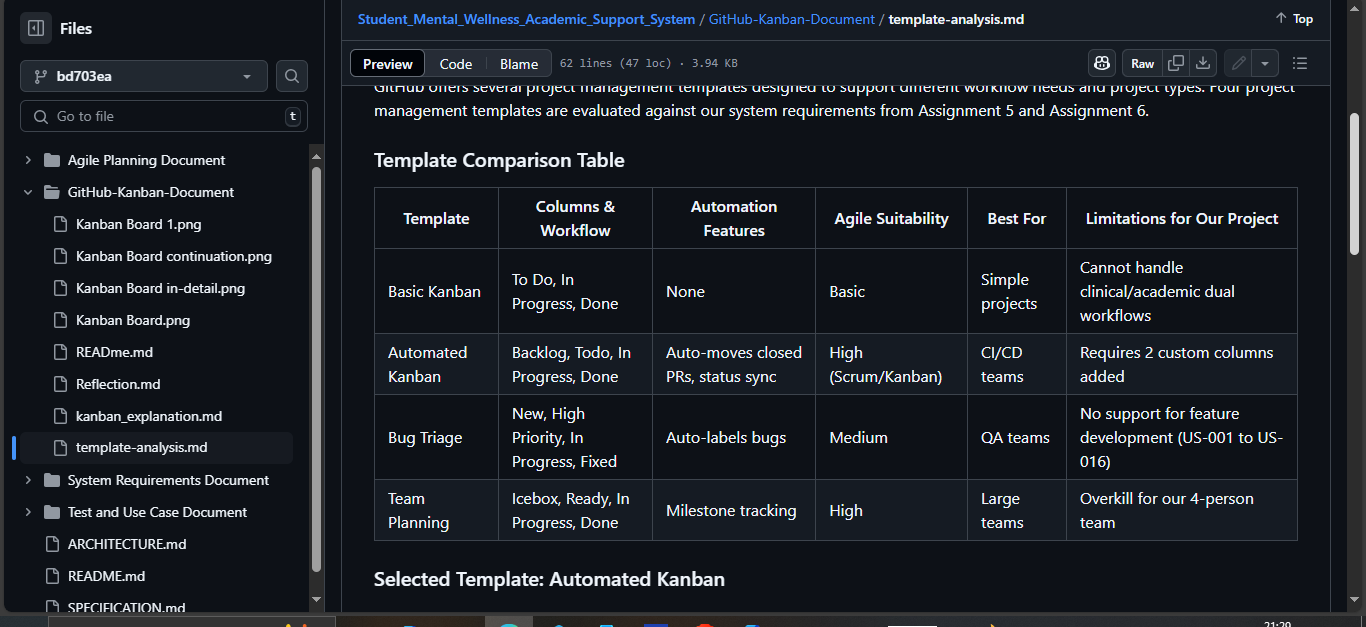 Files
bd703ea
Go to file
t
Agile Planning Document
GitHub-Kanban-Document
Kanban Board 1.png
Kanban Board continuation.png
Kanban Board in-detail.png
Kanban Board.png
READme.md
Reflection.md
kanban_explanation.md
template-analysis.md
System Requirements Document
Test and Use Case Document
ARCHITECTURE.md
README.md
SPECIFICATION.md
Student_Mental_Wellness_Academic_Support_System / GitHub-Kanban-Document / template-analysis.md
Top
Preview Code Blame 62 lines (47 loc) · 3.94 KB
Raw
GitHub offers several project management templates designed to support different workflow needs and project types. Four project
management templates are evaluated against our system requirements from Assignment 5 and Assignment 6.
Template Comparison Table
Template
Columns &
Workflow
Automation
Features
Agile Suitability
Best For
Limitations for Our Project
Basic Kanban
To Do, In
Progress, Done
None
Basic
Simple
projects
Cannot handle
clinical/academic dual
workflows
Automated
Kanban
Backlog, Todo, In
Progress, Done
Auto-moves closed
PRs, status sync
High
(Scrum/Kanban)
CI/CD
teams
Requires 2 custom columns
added
Bug Triage
New, High
Priority, In
Progress, Fixed
Auto-labels bugs
Medium
QA teams
No support for feature
development (US-001 to US-
016)
Team
Planning
Icebox, Ready, In
Progress, Done
Milestone tracking
High
Large
teams
Overkill for our 4-person
team
Selected Template: Automated Kanban